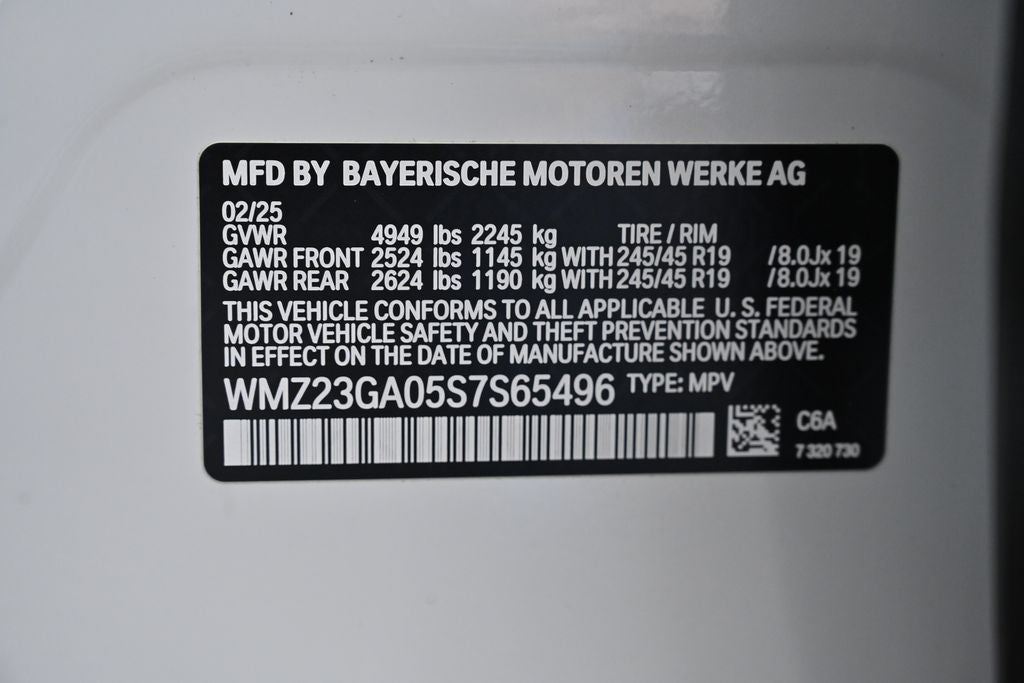 MFD BY BAYERISCHE MOTOREN WERKE AG
02/25
GVWR 4949 lbs 2245 kg TIRE / RIM
GAWR FRONT 2524 lbs 1145 kg WITH 245/45 R19 /8.0Jx 19
GAWR REAR 2624 lbs 1190 kg WITH 245/45 R19 /8.0Jx 19
THIS VEHICLE CONFORMS TO ALL APPLICABLE U. S. FEDERAL
MOTOR VEHICLE SAFETY AND THEFT PREVENTION STANDARDS
IN EFFECT ON THE DATE OF MANUFACTURE SHOWN ABOVE.
WMZ23GA05S7S65496 TYPE: MPV
C6A
7 320 730